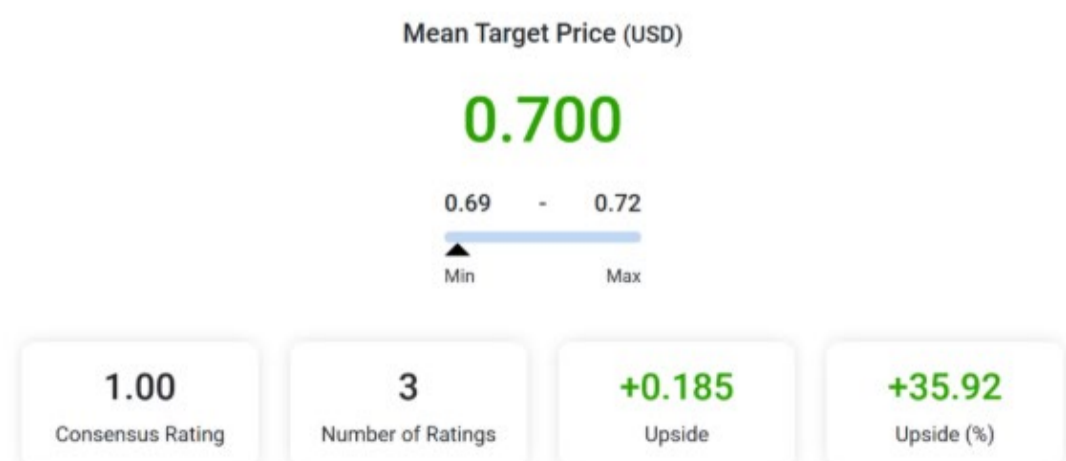 Mean Target Price (USD)
0.700
0.69 - 0.72
Min Max
1.00 3 +0.185 +35.92
Consensus Rating Number of Ratings Upside Upside (%)